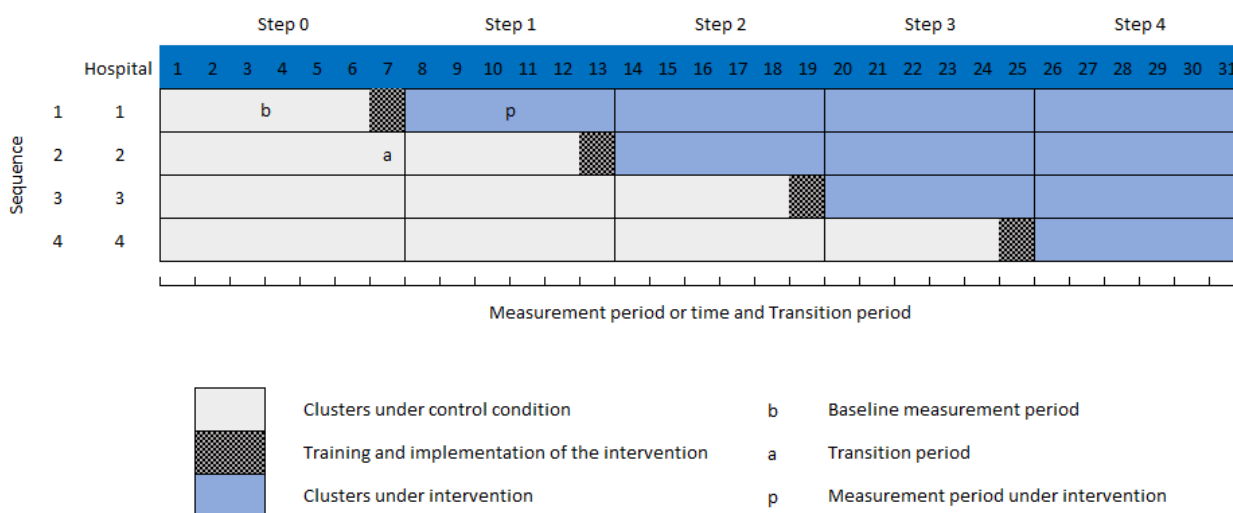 Step 0 Step 1 Step 2 Step 3 Step 4
Hospital 1 2 3 4 5 6 7 8 9 10 11 12 13 14 15 16 17 18 19 20 21 22 23 24 25 26 27 28 29 30 31
1 1 b p
2 2 a
3 3
4 4
Sequence
Measurement period or time and Transition period
Clusters under control condition b Baseline measurement period
Training and implementation of the intervention a Transition period
Clusters under intervention p Measurement period under intervention